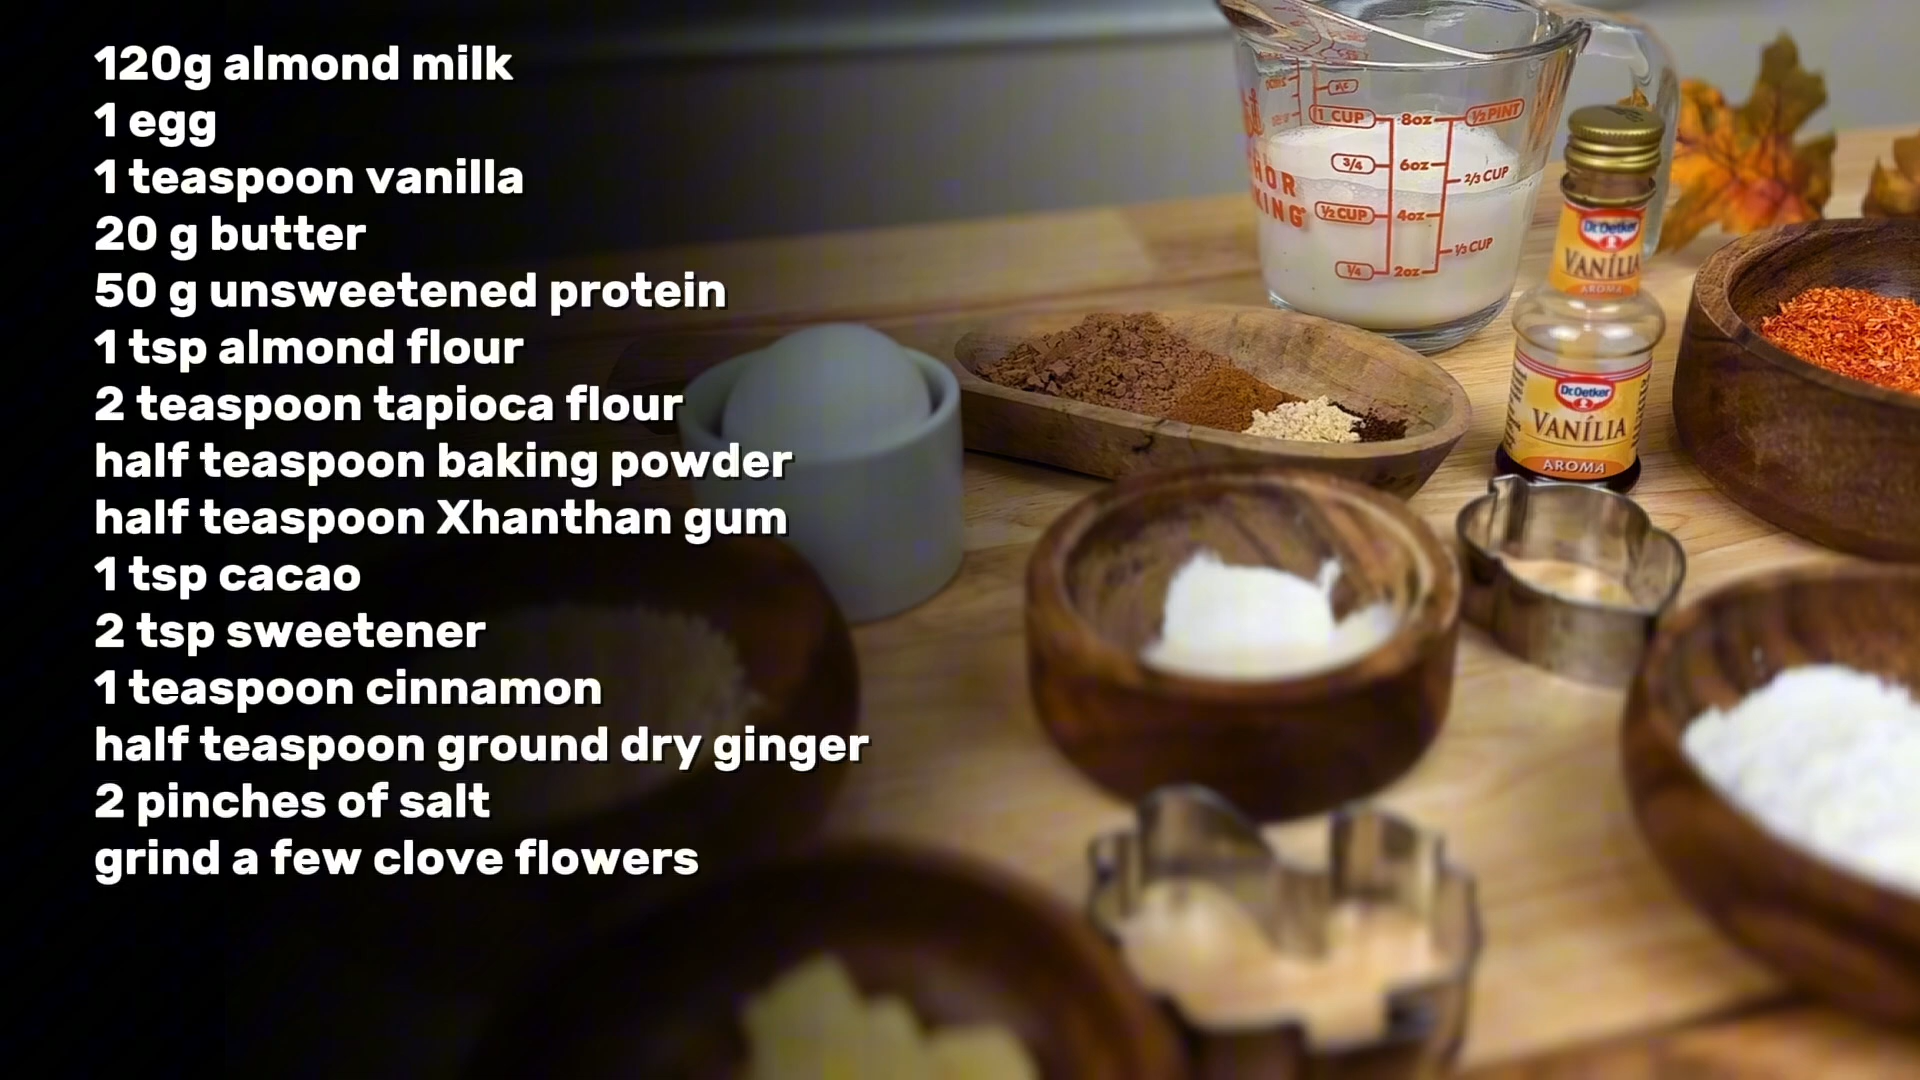 120g almond milk
1 egg
1 teaspoon vanilla
20 g butter
50 g unsweetened protein
1 tsp almond flour
2 teaspoon tapioca flour
half teaspoon baking powder
half teaspoon Xhanthan gum
1 tsp cacao
2 tsp sweetener
1 teaspoon cinnamon
half teaspoon ground dry ginger
2 pinches of salt
grind a few clove flowers
1 CUP 8oz 1/2 PINT
3/4 6oz
2/3 CUP
1/2 CUP 4oz
1/3 CUP
1/4 2oz
Dr. Oetker
VANÍLIA
AROMA
Dr. Oetker
VANÍLIA
AROMA